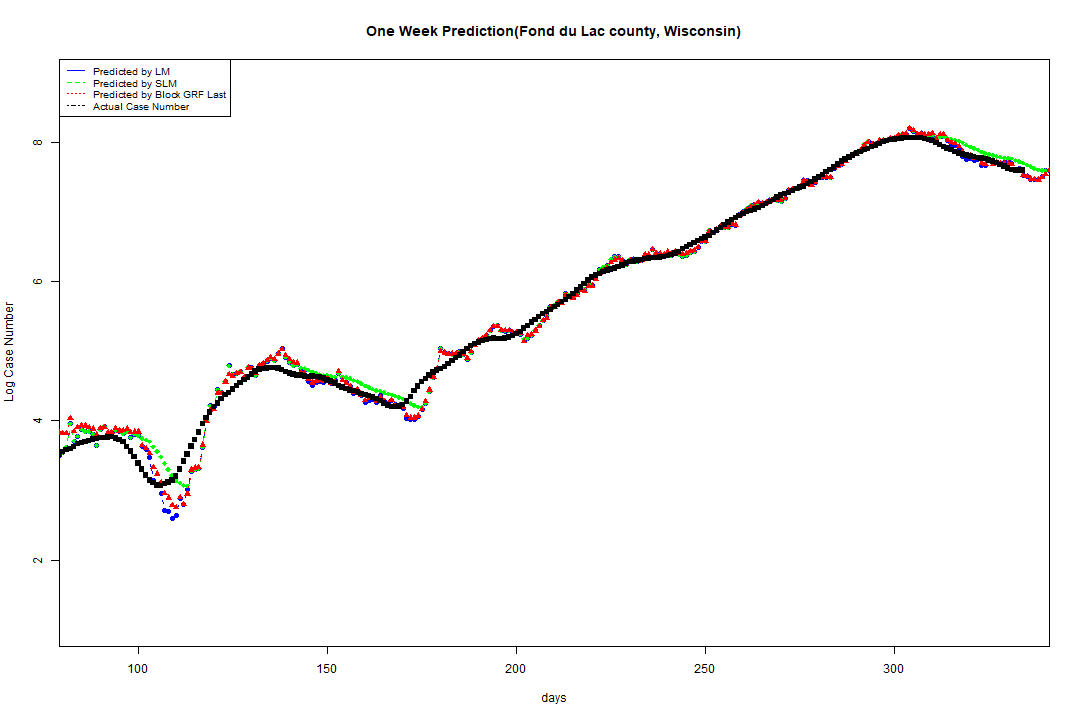 One Week Prediction(Fond du Lac county, Wisconsin)
Predicted by LM
Predicted by SLM
Predicted by Block GRF Last
Actual Case Number
Log Case Number
8
6
4
2
100 150 200 250 300
days